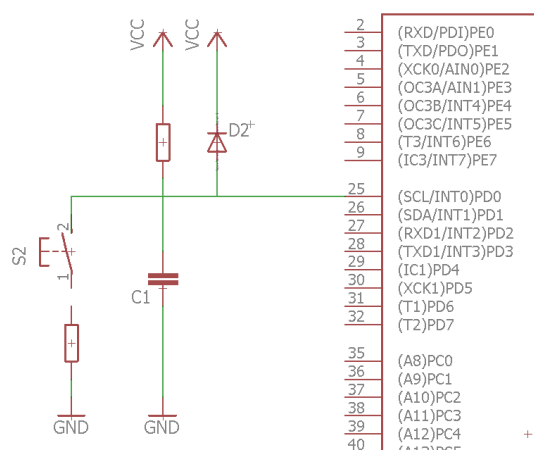 VCC
VCC
D2
S2
2
1
C1
GND
GND
2 (RXD/PDI)PE0
3 (TXD/PDO)PE1
4 (XCK0/AIN0)PE2
5 (OC3A/AIN1)PE3
6 (OC3B/INT4)PE4
7 (OC3C/INT5)PE5
8 (T3/INT6)PE6
9 (IC3/INT7)PE7
25 (SCL/INT0)PD0
26 (SDA/INT1)PD1
27 (RXD1/INT2)PD2
28 (TXD1/INT3)PD3
29 (IC1)PD4
30 (XCK1)PD5
31 (T1)PD6
32 (T2)PD7
35 (A8)PC0
36 (A9)PC1
37 (A10)PC2
38 (A11)PC3
39 (A12)PC4
40